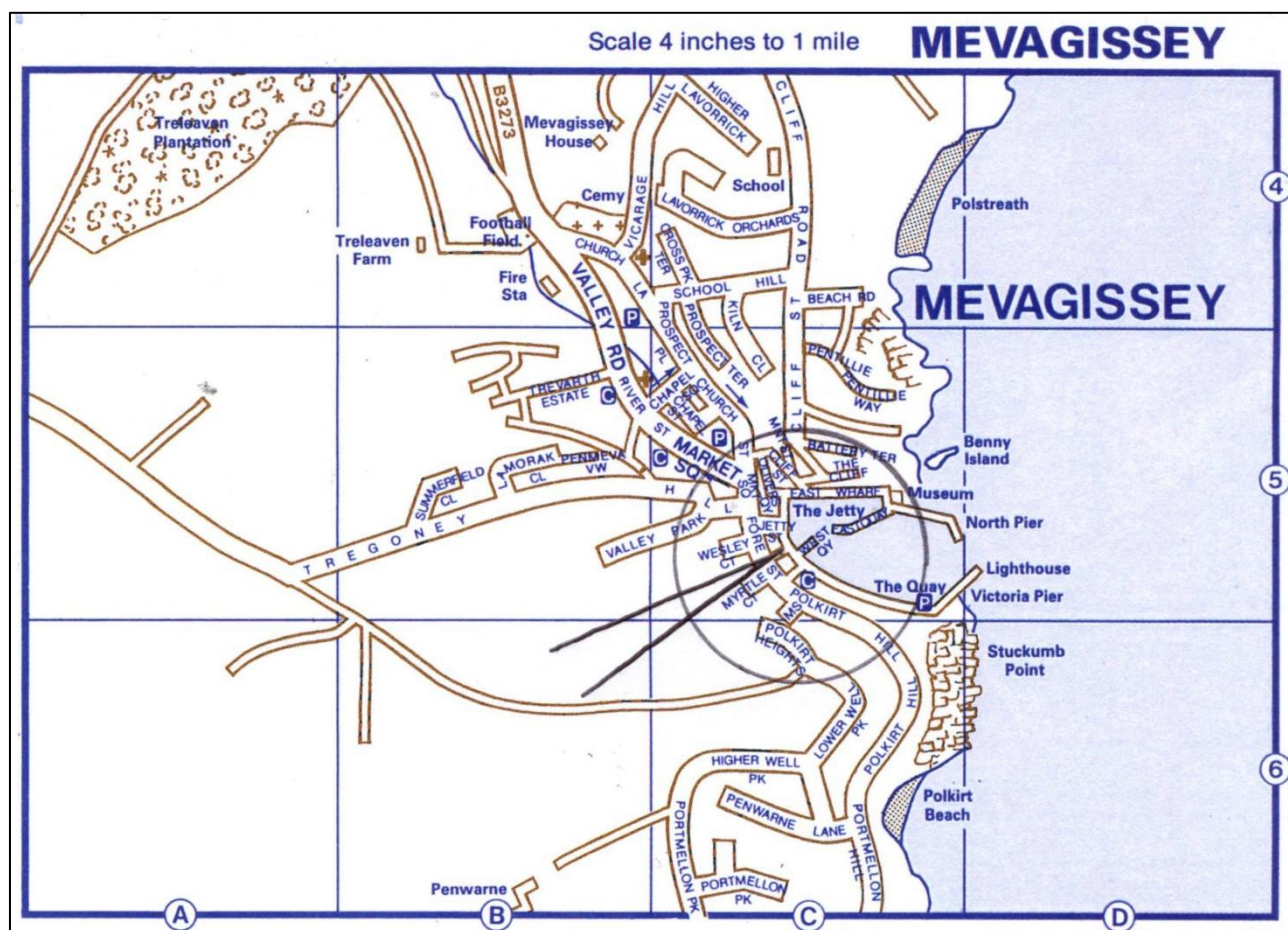 Scale 4 inches to 1 mile
MEVAGISSEY
B3273
Treleaven
Plantation
Mevagissey
House
HILL
HIGHER
LAVORRICK
CLIFF
ROAD
School
4
Cemy
VICARAGE
LAVORRICK ORCHARDS
Polstreath
Football
Field.
Treleaven
Farm
CHURCH
LA
CROSS PK
TER
Fire
Sta
VALLEY RD
SCHOOL HILL
BEACH RD
MEVAGISSEY
P
PROSPECT
PL
PROSPECT TER
KILN
CL
CLIFF ST
PENTILLIE
PENTILLIE
WAY
TREVARTH
ESTATE
C
RIVER ST
CHAPEL
SQ
CHAPEL
ST
CHURCH
ST
P
MARKET
SQ
C
BATTERY TER
THE
CLIFF
Benny
Island
SUMMERFIELD
CL
LA
MORAK
CL
PENMEVA
VW
5
TREGONEY HILL
EAST WHARF
Museum
The Jetty
North Pier
VALLEY PARK
FORE ST
JETTY
ST
WEST
QY
EAST QUAY
WESLEY
CT
Lighthouse
MYRTLE
CT
C
The Quay
P
Victoria Pier
POLKIRT
HILL
MS
POLKIRT
HEIGHTS
Stuckumb
Point
HILL
LOWER WELL
PK
POLKIRT
HIGHER WELL
PK
6
PENWARNE LANE
Polkirt
Beach
PORTMELLON PK
PORTMELLON
HILL
PORTMELLON
PK
Penwarne
A
B
C
D